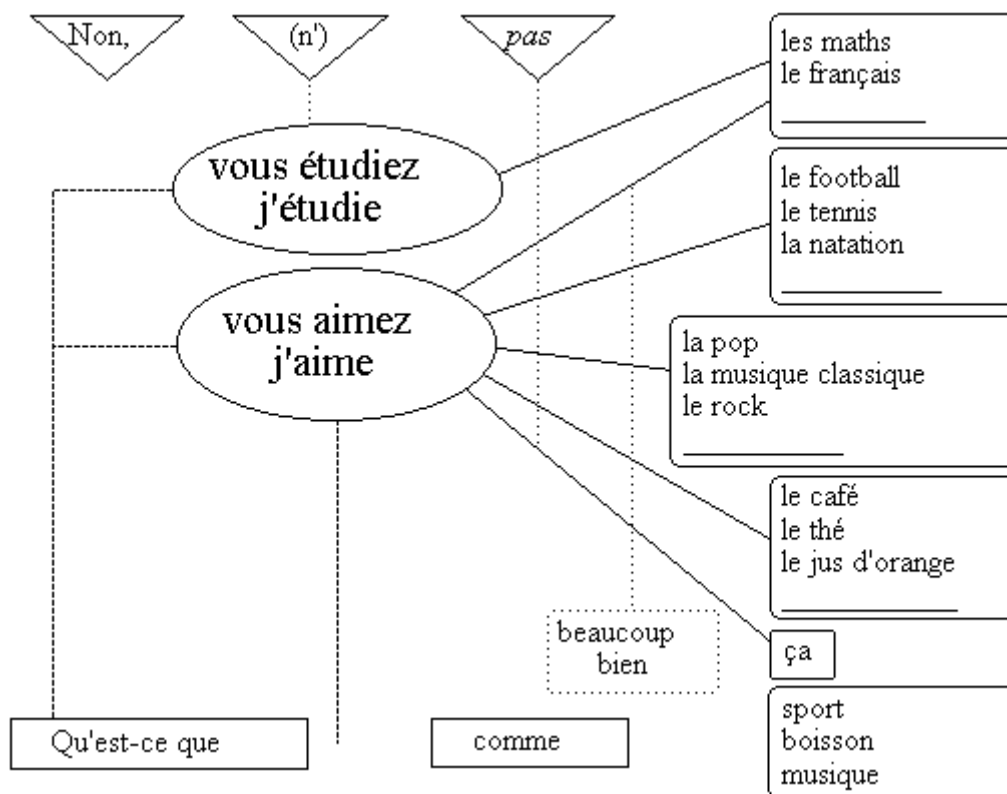 Non,
(n')
pas
les maths
le français
vous étudiez
j'étudie
le football
le tennis
la natation
vous aimez
j'aime
la pop
la musique classique
le rock
le café
le thé
le jus d'orange
beaucoup
bien
ça
Qu'est-ce que
comme
sport
boisson
musique